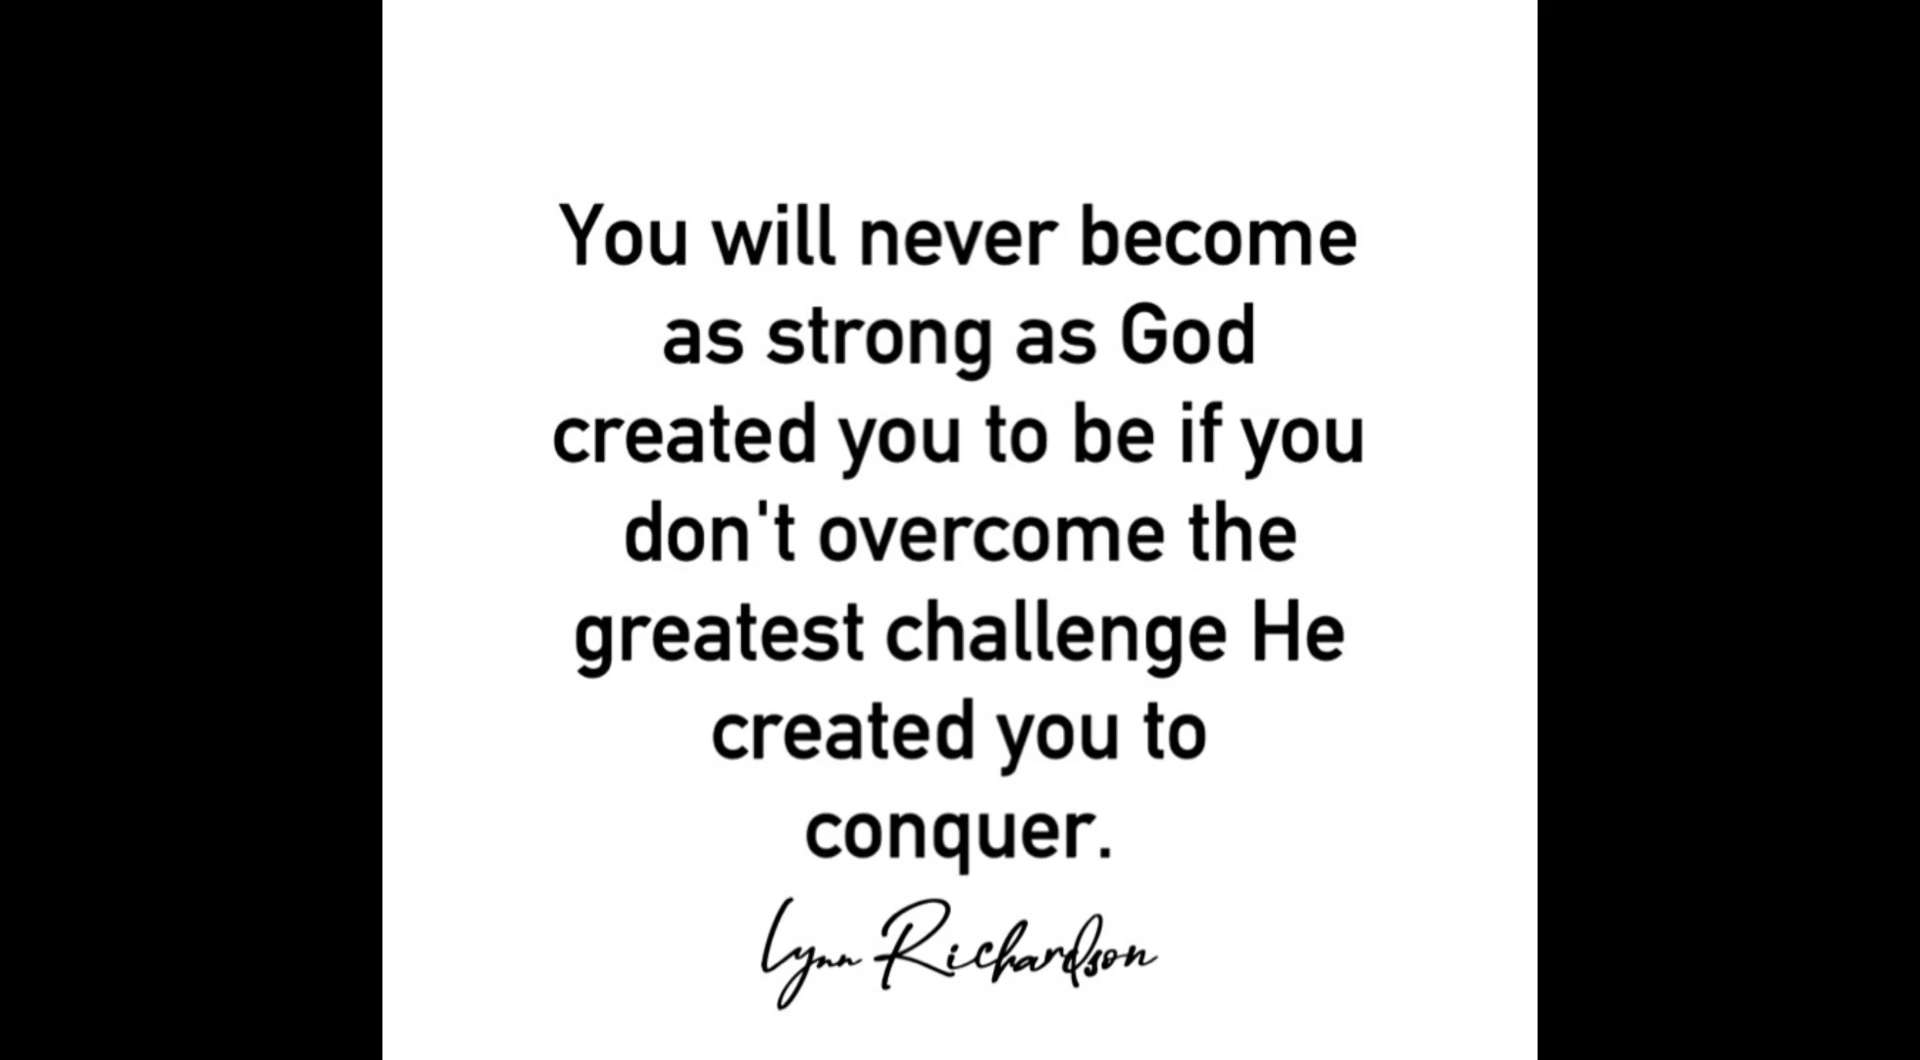 You will never become
as strong as God
created you to be if you
don't overcome the
greatest challenge He
created you to
conquer.
Lynn Richardson